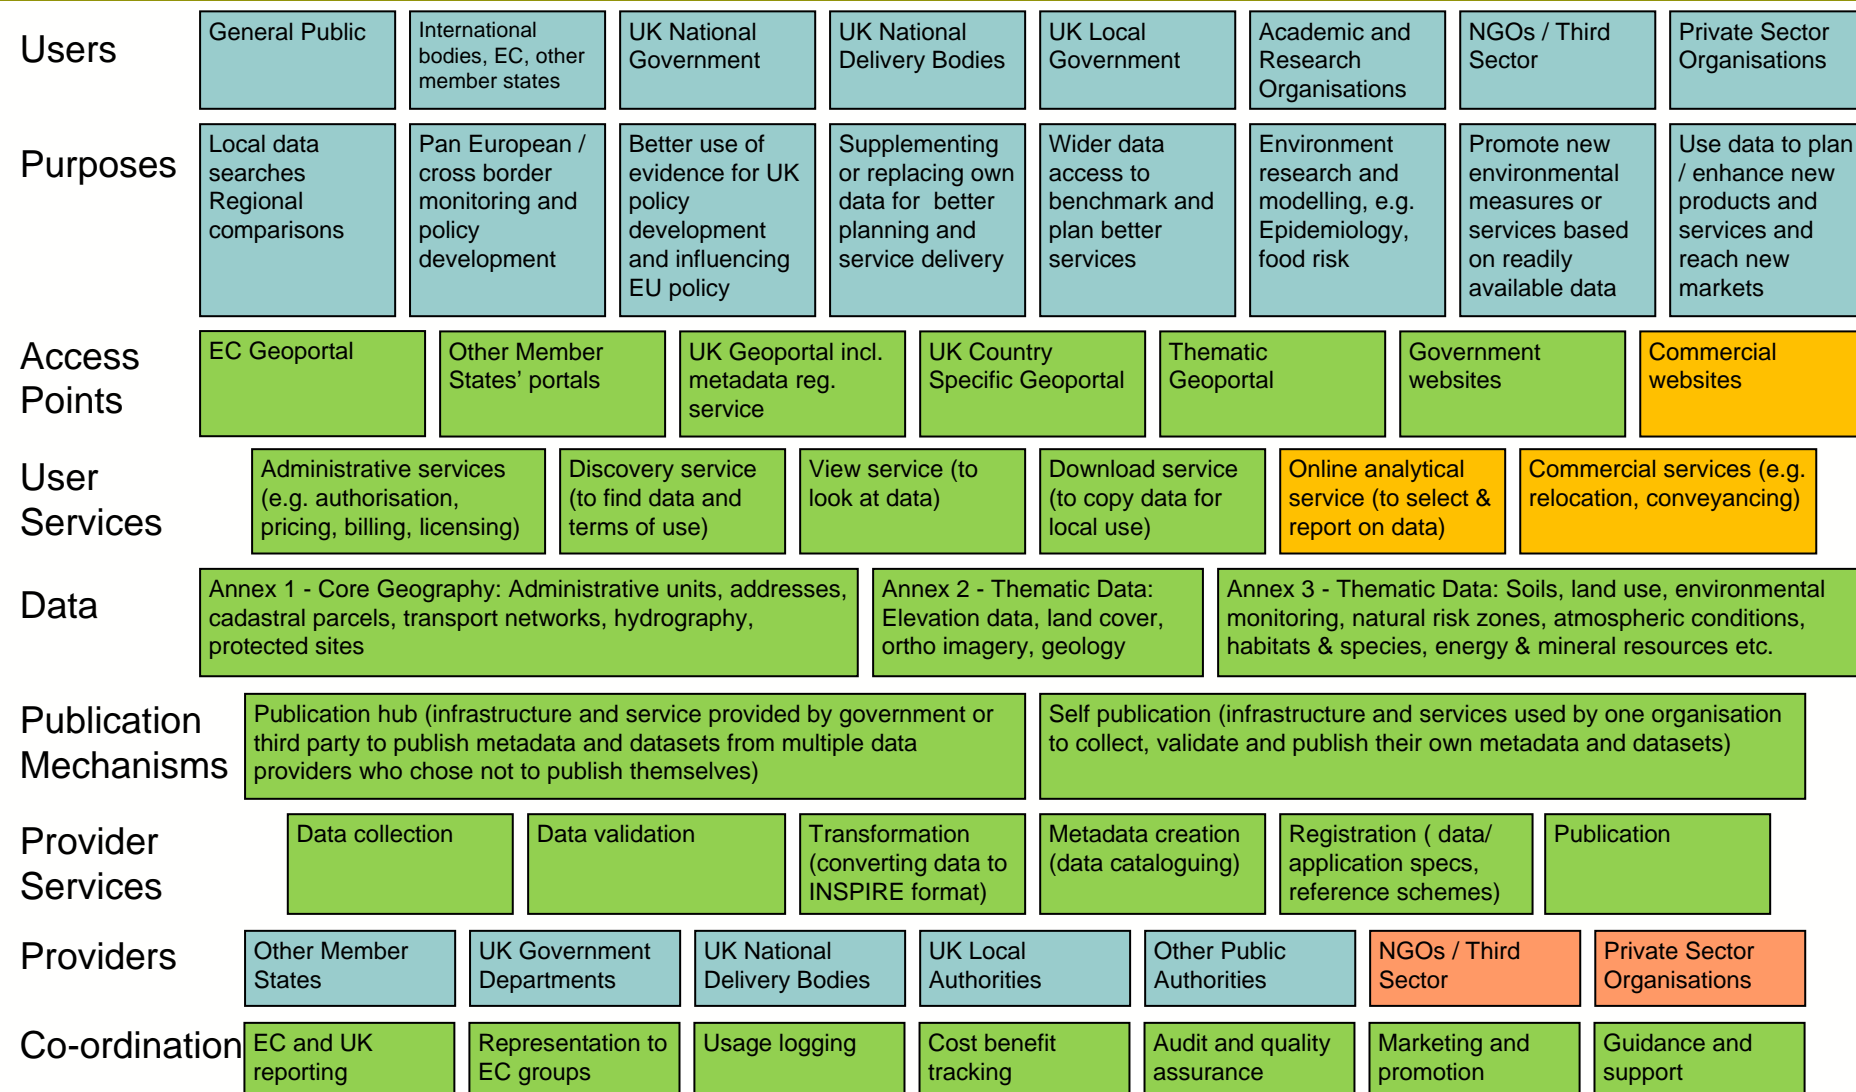 Users
General Public
International
bodies, EC, other
member states
UK National
Government
UK National
Delivery Bodies
UK Local
Government
Academic and
Research
Organisations
NGOs / Third
Sector
Private Sector
Organisations
Purposes
Local data
searches
Regional
comparisons
Pan European /
cross border
monitoring and
policy
development
Better use of
evidence for UK
policy
development
and influencing
EU policy
Supplementing
or replacing own
data for better
planning and
service delivery
Wider data
access to
benchmark and
plan better
services
Environment
research and
modelling, e.g.
Epidemiology,
food risk
Promote new
environmental
measures or
services based
on readily
available data
Use data to plan
/ enhance new
products and
services and
reach new
markets
Access
Points
EC Geoportal
Other Member
States’ portals
UK Geoportal incl.
metadata reg.
service
UK Country
Specific Geoportal
Thematic
Geoportal
Government
websites
Commercial
websites
User
Services
Administrative services
(e.g. authorisation,
pricing, billing, licensing)
Discovery service
(to find data and
terms of use)
View service (to
look at data)
Download service
(to copy data for
local use)
Online analytical
service (to select &
report on data)
Commercial services (e.g.
relocation, conveyancing)
Data
Annex 1 - Core Geography: Administrative units, addresses,
cadastral parcels, transport networks, hydrography,
protected sites
Annex 2 - Thematic Data:
Elevation data, land cover,
ortho imagery, geology
Annex 3 - Thematic Data: Soils, land use, environmental
monitoring, natural risk zones, atmospheric conditions,
habitats & species, energy & mineral resources etc.
Publication
Mechanisms
Publication hub (infrastructure and service provided by government or
third party to publish metadata and datasets from multiple data
providers who chose not to publish themselves)
Self publication (infrastructure and services used by one organisation
to collect, validate and publish their own metadata and datasets)
Provider
Services
Data collection
Data validation
Transformation
(converting data to
INSPIRE format)
Metadata creation
(data cataloguing)
Registration ( data/
application specs,
reference schemes)
Publication
Providers
Other Member
States
UK Government
Departments
UK National
Delivery Bodies
UK Local
Authorities
Other Public
Authorities
NGOs / Third
Sector
Private Sector
Organisations
Co-ordination
EC and UK
reporting
Representation to
EC groups
Usage logging
Cost benefit
tracking
Audit and quality
assurance
Marketing and
promotion
Guidance and
support